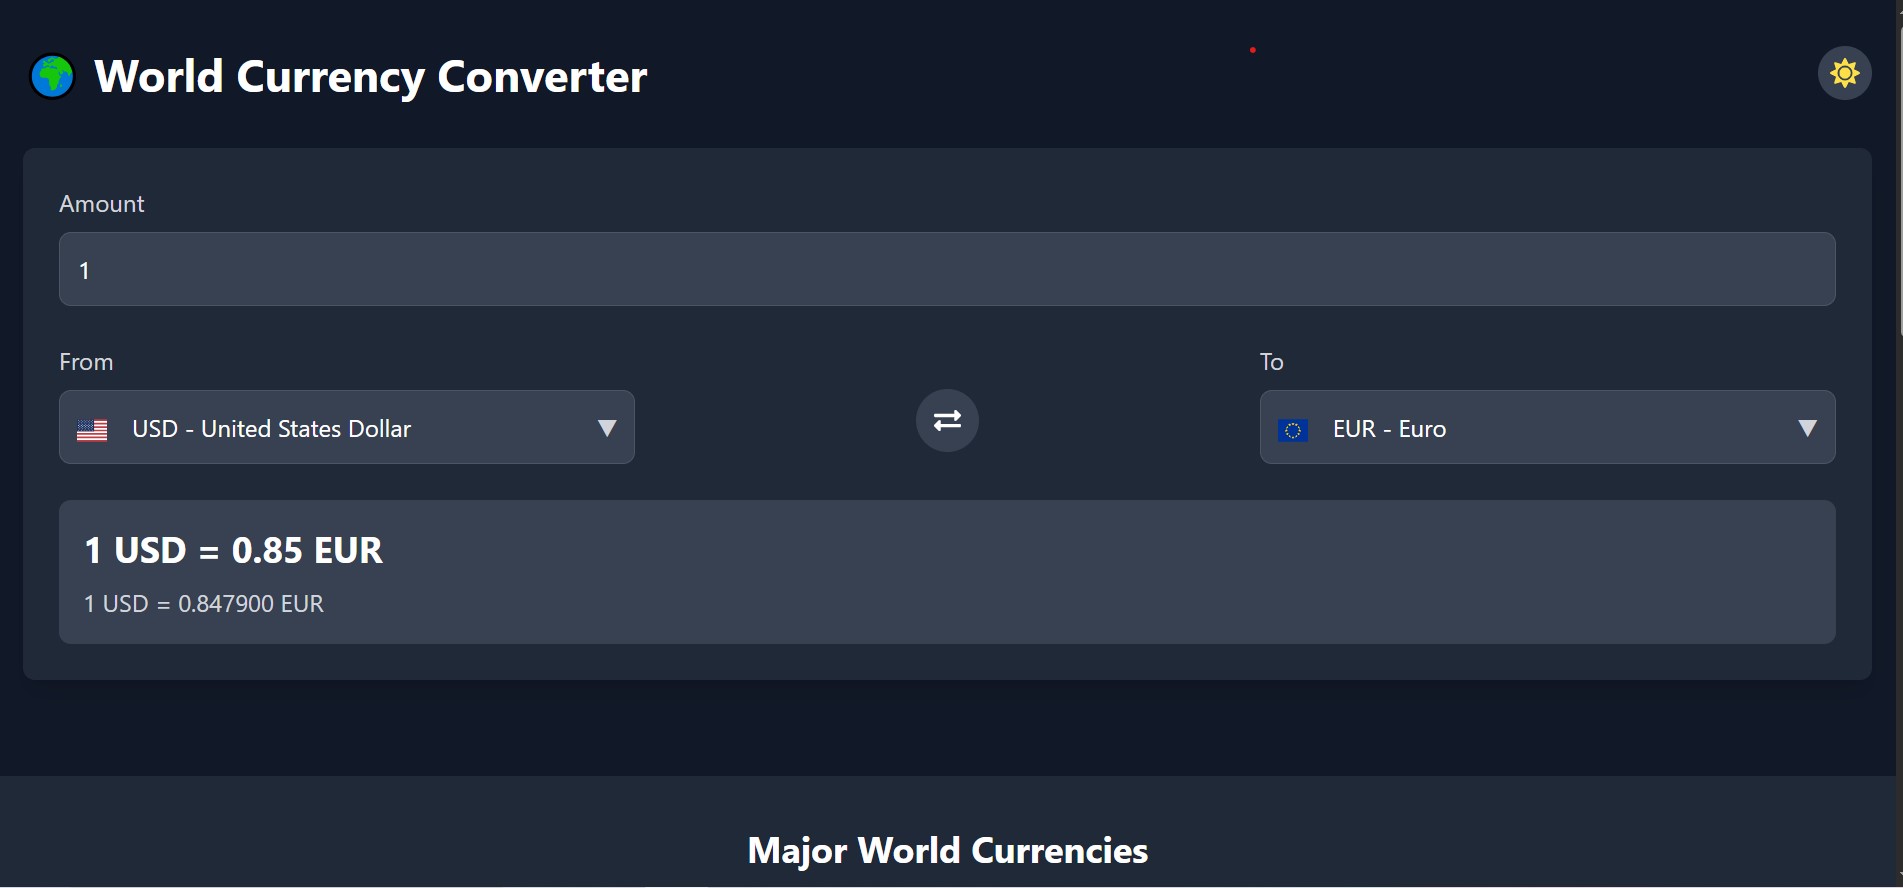 World Currency Converter
Amount
1
From
To
USD - United States Dollar
EUR - Euro
1 USD = 0.85 EUR
1 USD = 0.847900 EUR
Major World Currencies